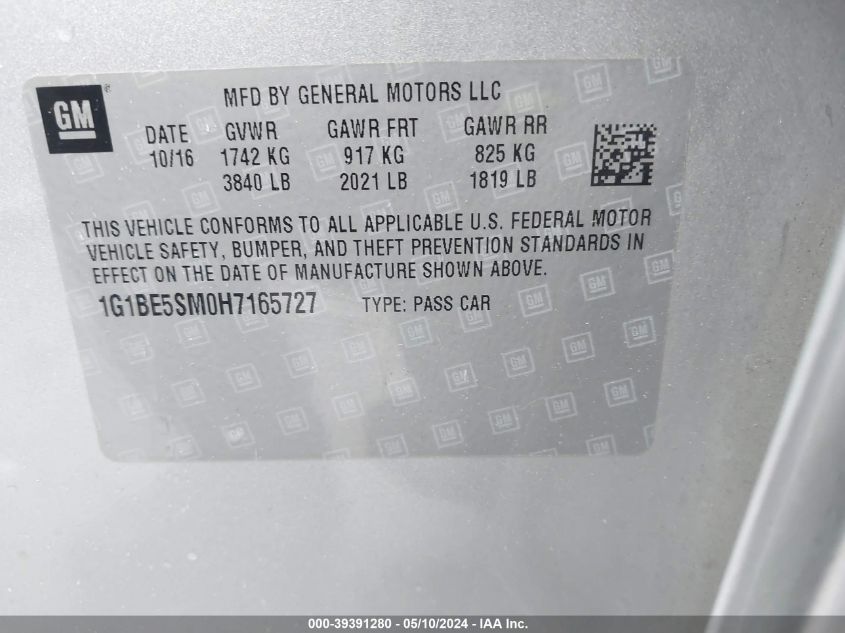 GM
MFD BY GENERAL MOTORS LLC
DATE GVWR GAWR FRT GAWR RR
10/16 1742 KG 917 KG 825 KG
3840 LB 2021 LB 1819 LB
THIS VEHICLE CONFORMS TO ALL APPLICABLE U.S. FEDERAL MOTOR
VEHICLE SAFETY, BUMPER, AND THEFT PREVENTION STANDARDS IN
EFFECT ON THE DATE OF MANUFACTURE SHOWN ABOVE.
1G1BE5SM0H7165727 TYPE: PASS CAR
000-39391280 - 05/10/2024 - IAA Inc.